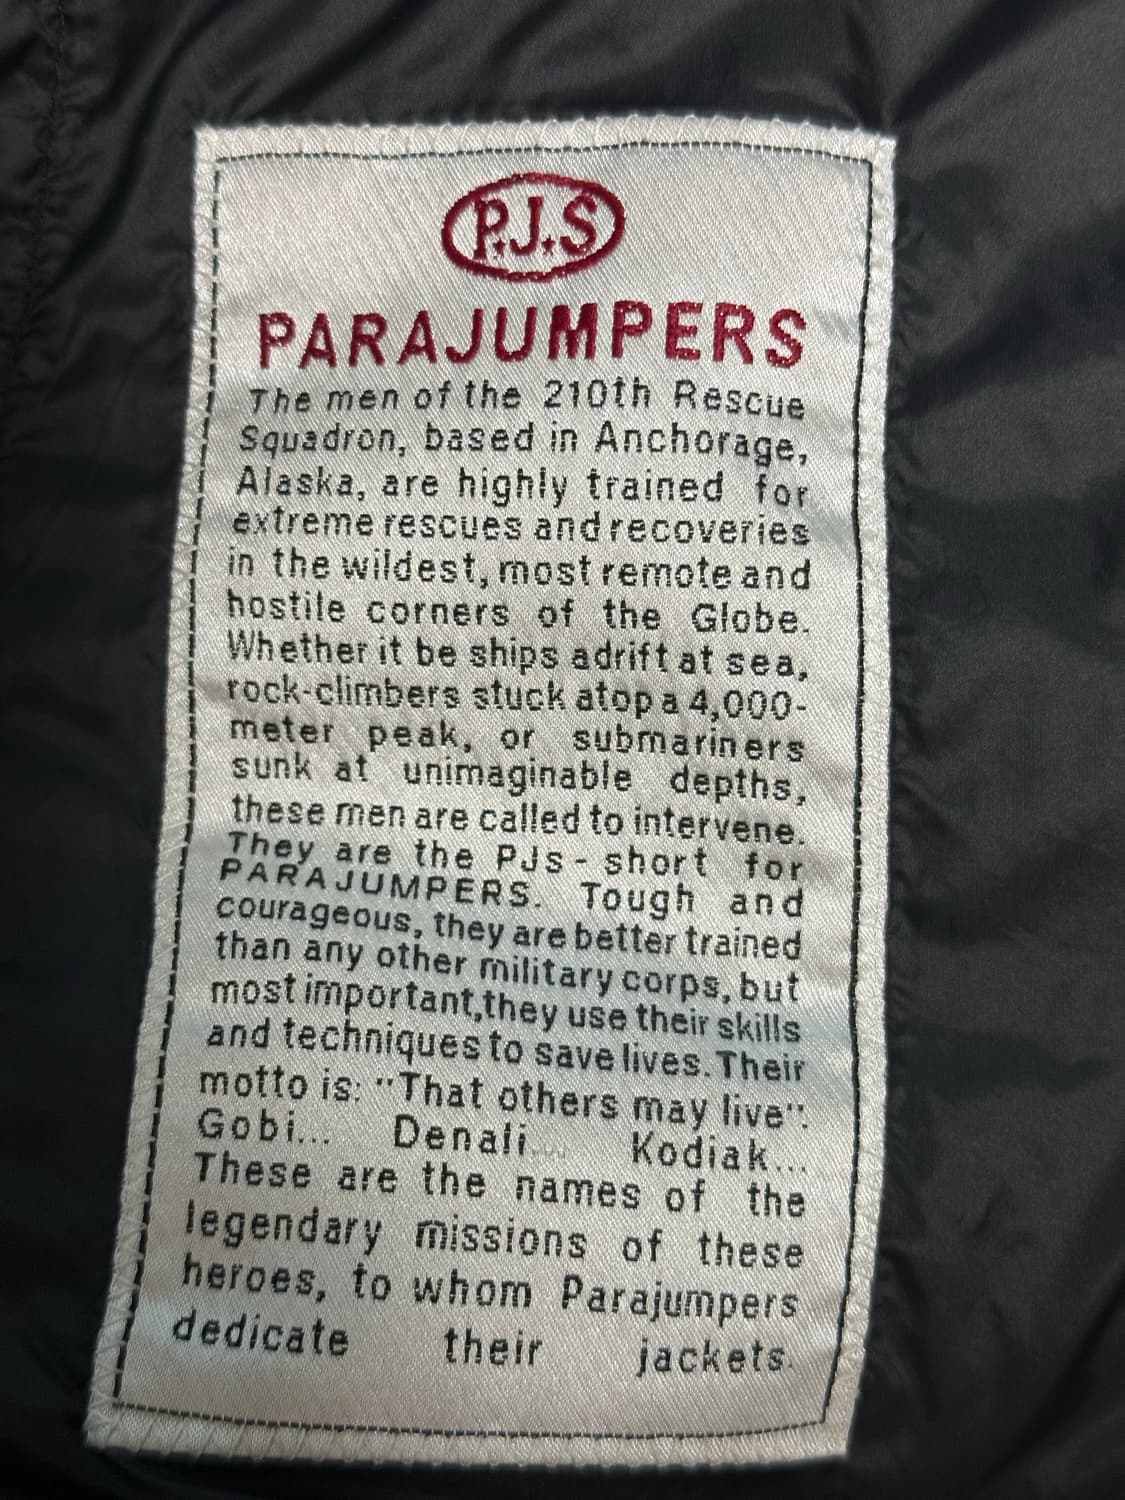 P.J.S
PARAJUMPERS
The men of the 210th Rescue
Squadron, based in Anchorage,
Alaska, are highly trained for
extreme rescues and recoveries
in the wildest, most remote and
hostile corners of the Globe.
Whether it be ships adrift at sea,
rock-climbers stuck atop a 4,000-
meter peak, or submariners
sunk at unimaginable depths,
these men are called to intervene.
They are the PJs - short for
PARAJUMPERS. Tough and
courageous, they are better trained
than any other military corps, but
most important,they use their skills
and techniques to save lives. Their
motto is: "That others may live":
Gobi... Denali... Kodiak...
These are the names of the
legendary missions of these
heroes, to whom Parajumpers
dedicate their jackets.